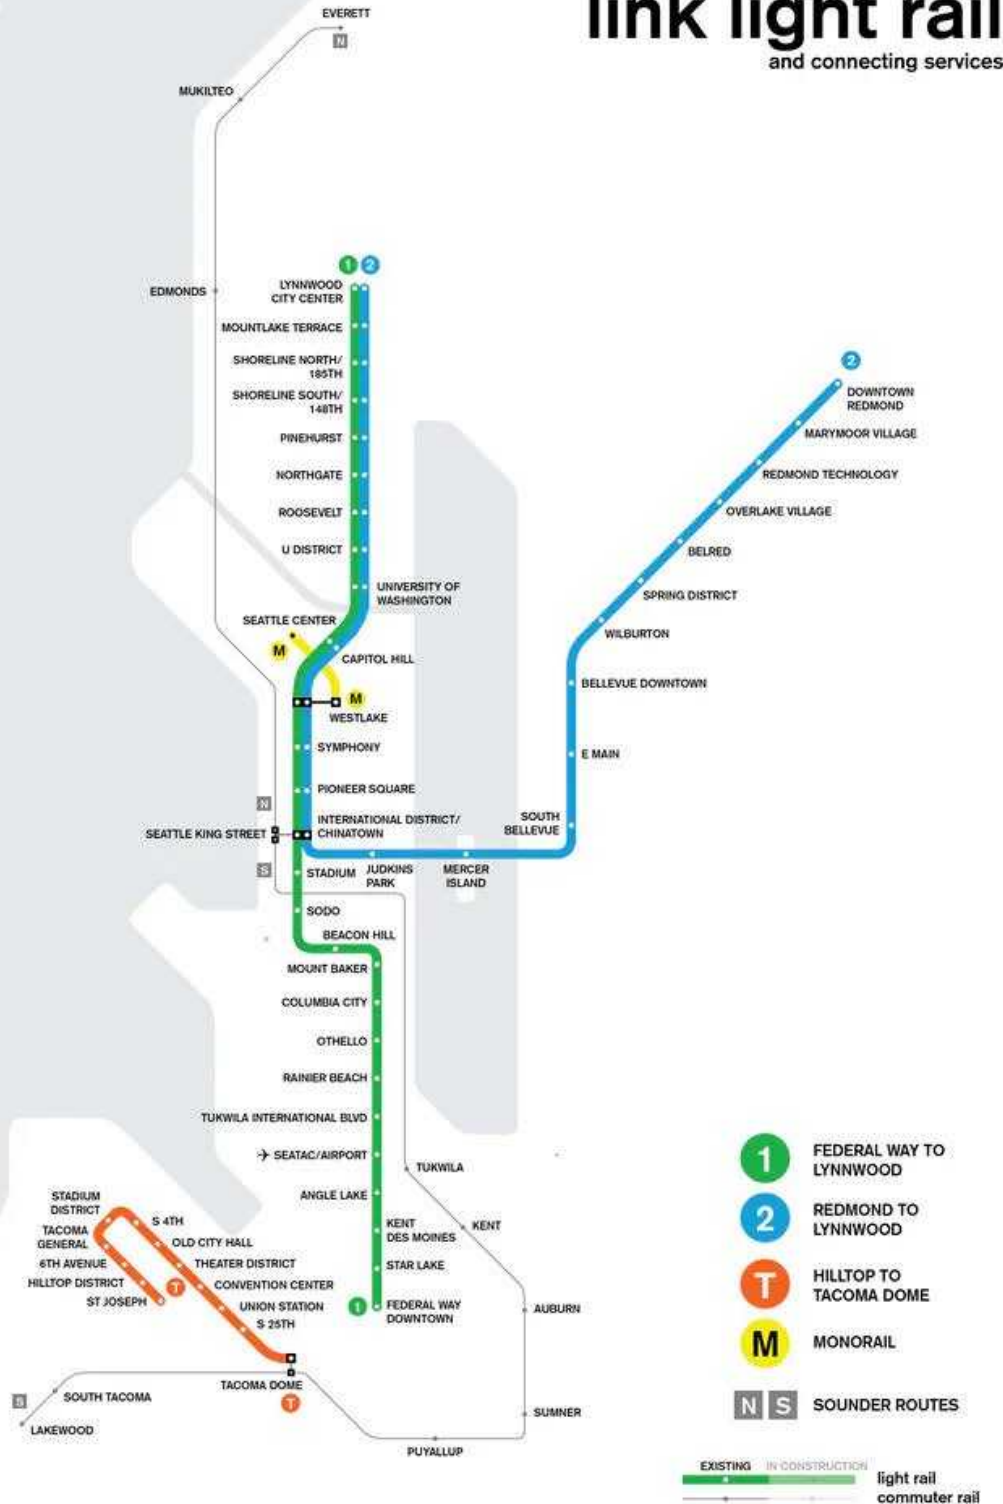 link light rail
and connecting services
EVERETT
N
MUKILTEO
EDMONDS
1 2
LYNNWOOD
CITY CENTER
MOUNTLAKE TERRACE
SHORELINE NORTH/
185TH
SHORELINE SOUTH/
148TH
PINEHURST
NORTHGATE
ROOSEVELT
U DISTRICT
UNIVERSITY OF
WASHINGTON
SEATTLE CENTER
M
CAPITOL HILL
M
WESTLAKE
SYMPHONY
PIONEER SQUARE
N
INTERNATIONAL DISTRICT/
CHINATOWN
SEATTLE KING STREET
S
2
DOWNTOWN
REDMOND
MARYMOOR VILLAGE
REDMOND TECHNOLOGY
OVERLAKE VILLAGE
BELRED
SPRING DISTRICT
WILBURTON
BELLEVUE DOWNTOWN
E MAIN
SOUTH
BELLEVUE
MERCER
ISLAND
JUDKINS
PARK
STADIUM
SODO
BEACON HILL
MOUNT BAKER
COLUMBIA CITY
OTHELLO
RAINIER BEACH
TUKWILA INTERNATIONAL BLVD
SEATAC/AIRPORT
ANGLE LAKE
KENT
DES MOINES
STAR LAKE
1
FEDERAL WAY
DOWNTOWN
TUKWILA
KENT
AUBURN
SUMNER
PUYALLUP
STADIUM
DISTRICT
TACOMA
GENERAL
6TH AVENUE
HILLTOP DISTRICT
ST JOSEPH
T
S 4TH
OLD CITY HALL
THEATER DISTRICT
CONVENTION CENTER
UNION STATION
S 25TH
TACOMA DOME
T
SOUTH TACOMA
S
LAKEWOOD
1 FEDERAL WAY TO
LYNNWOOD
2 REDMOND TO
LYNNWOOD
T HILLTOP TO
TACOMA DOME
M MONORAIL
N S SOUNDER ROUTES
EXISTING IN CONSTRUCTION
light rail
commuter rail